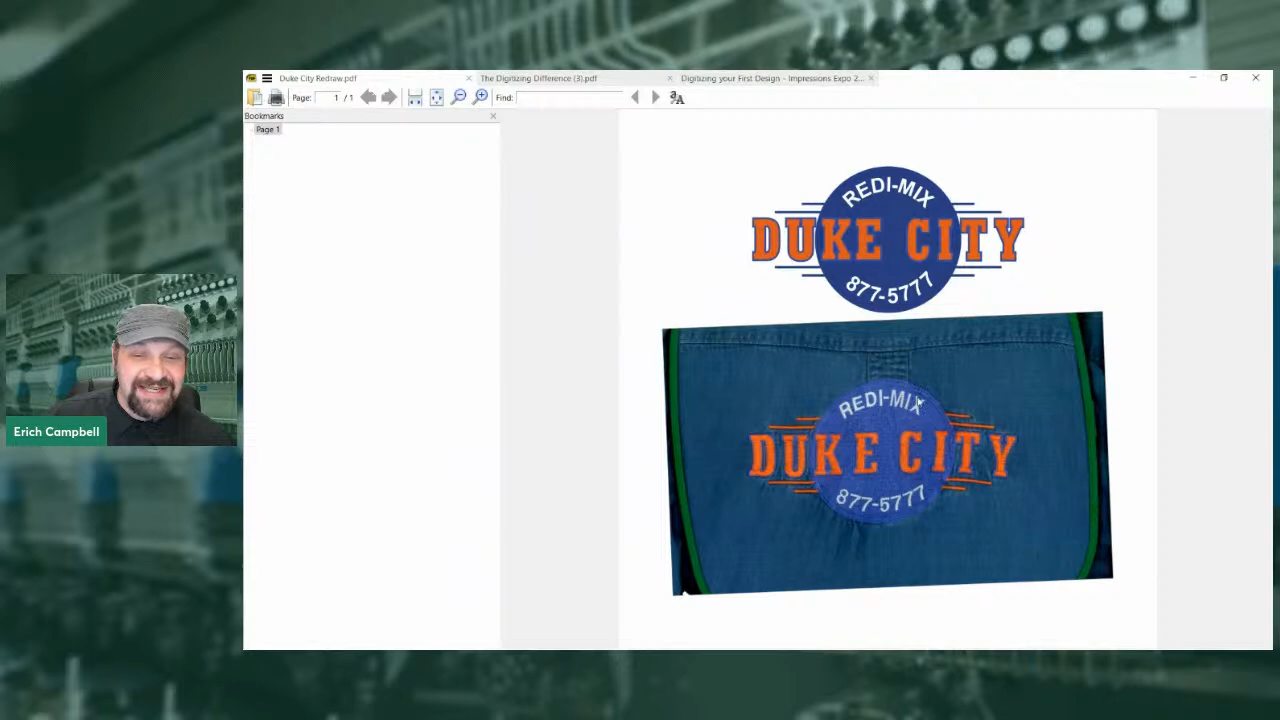 Duke City Redraw.pdf
The Digitizing Difference (3).pdf
Digitizing your First Design - Impressions Expo 2...
Page: 1 / 1
Find:
Bookmarks
Page 1
REDI-MIX
DUKE CITY
877-5777
REDI-MIX
DUKE CITY
877-5777
Erich Campbell